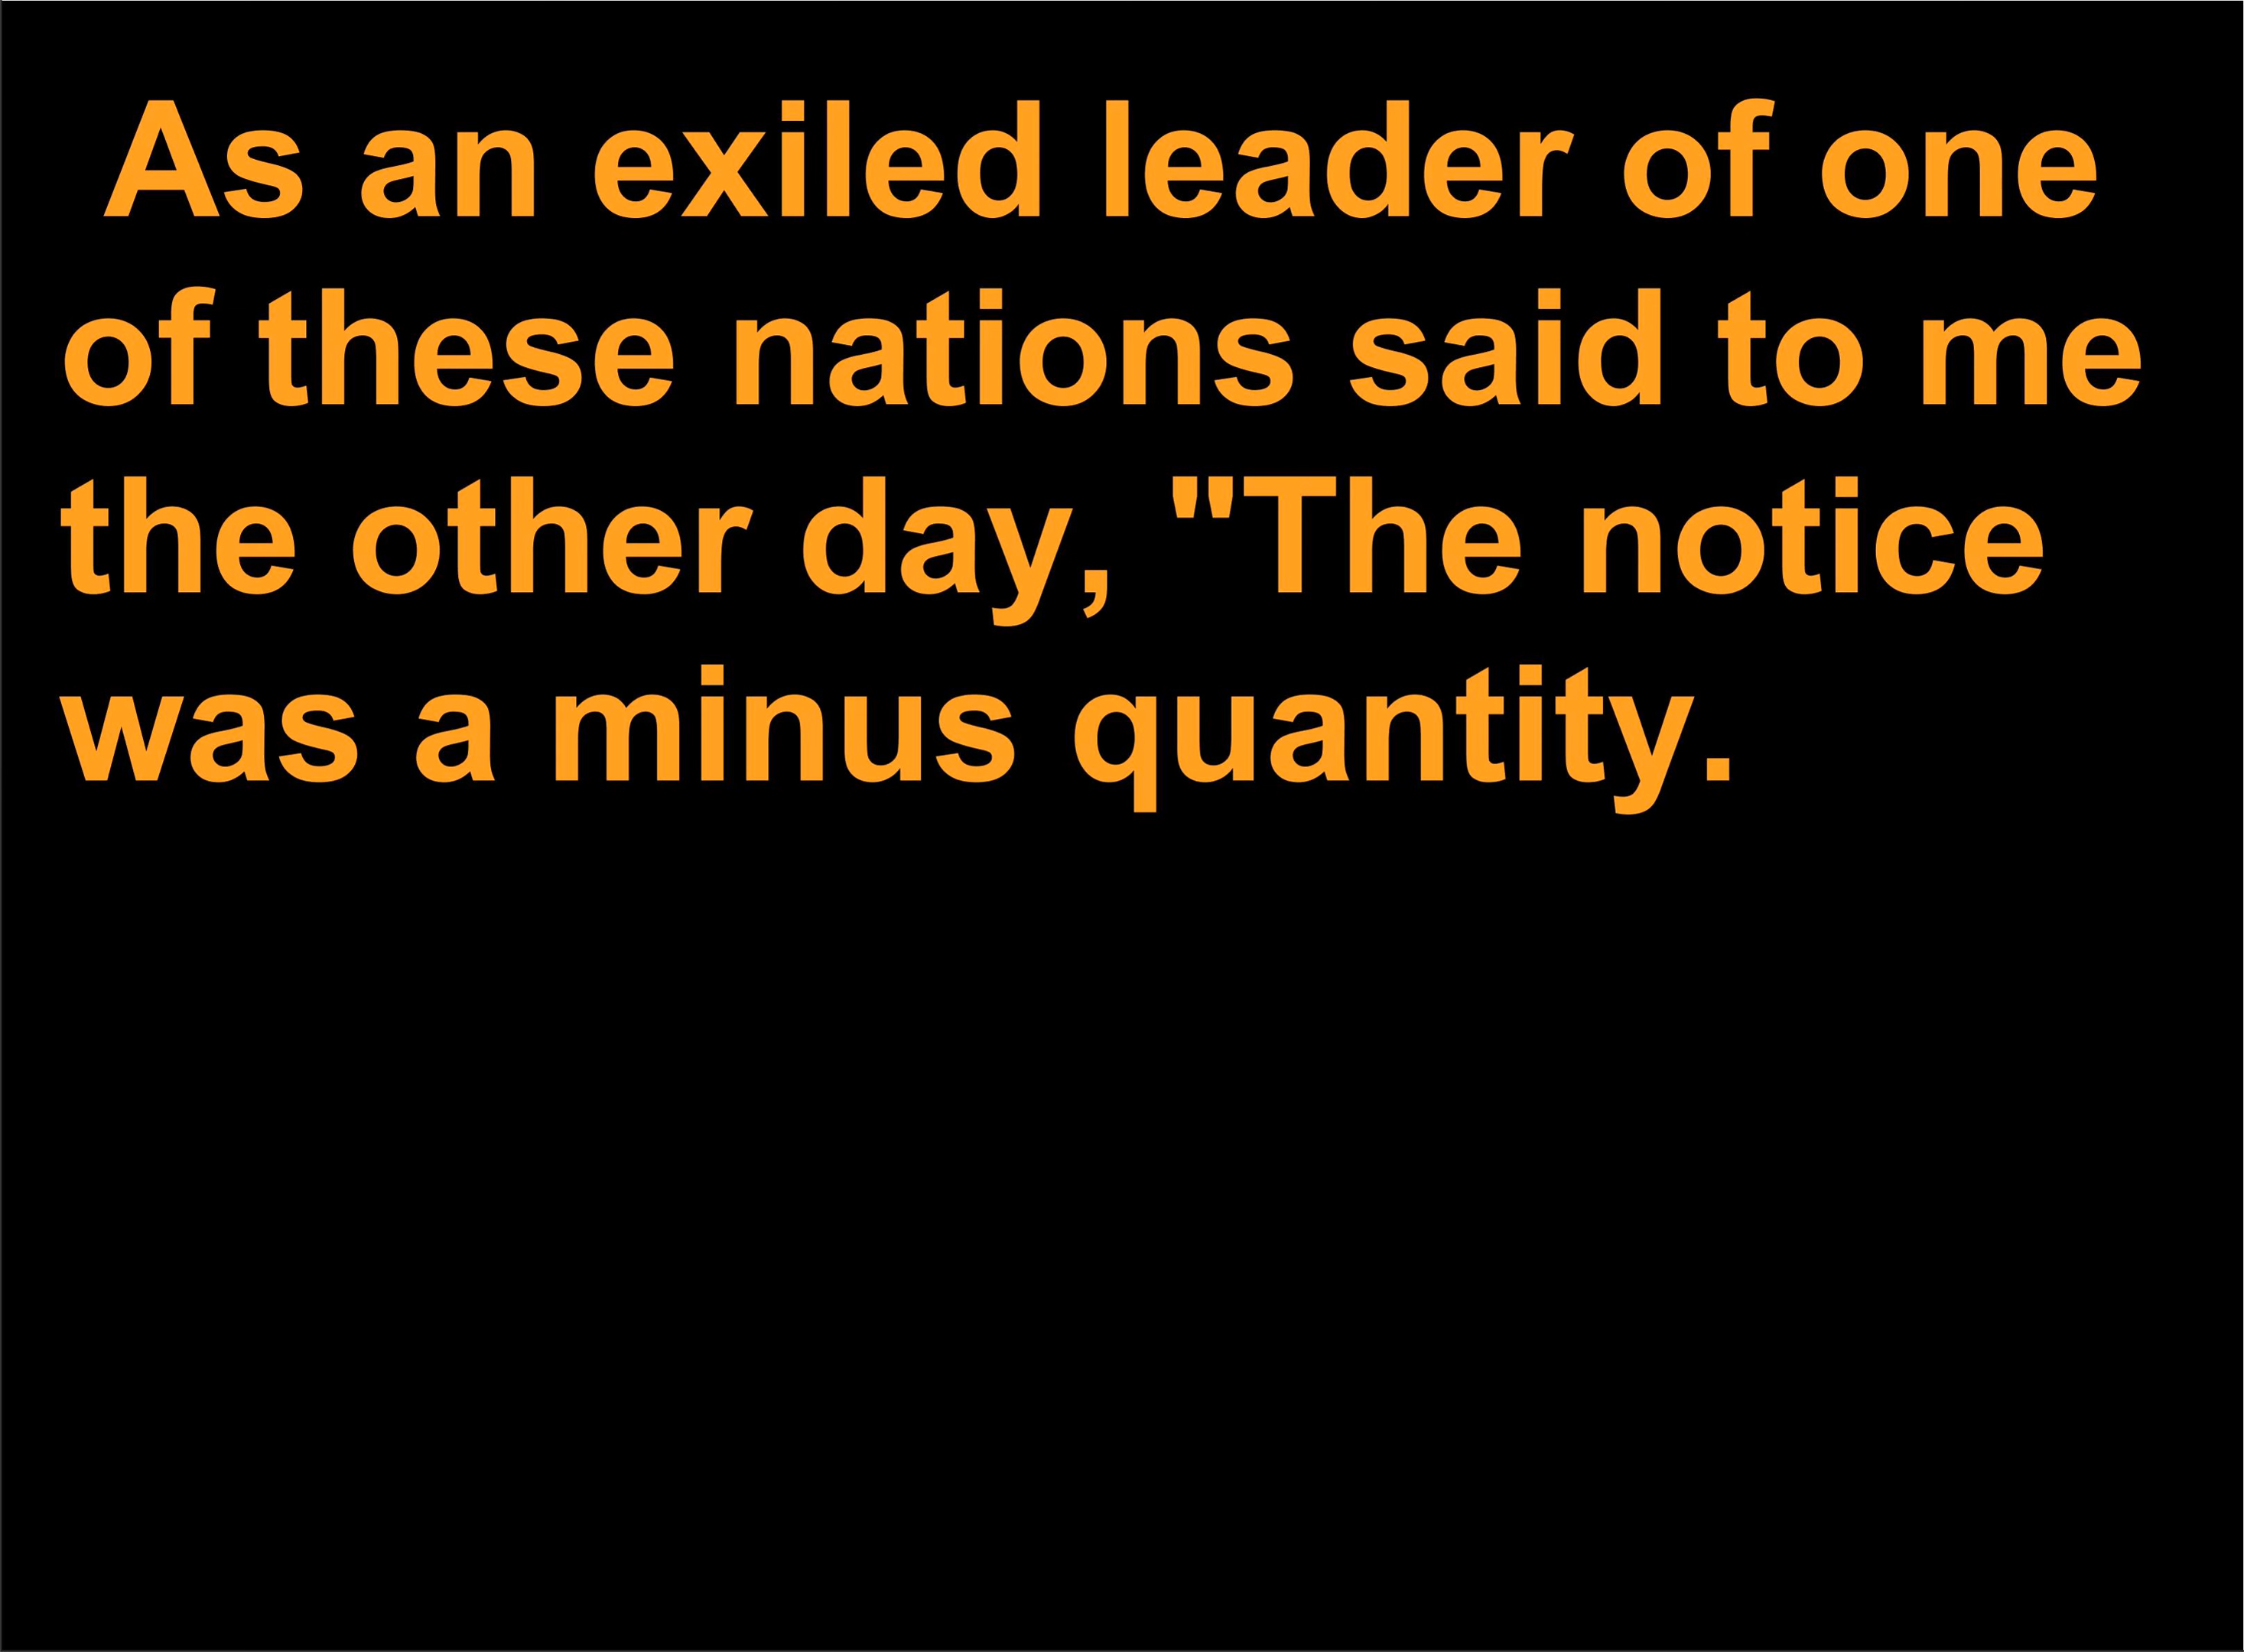 As an exiled leader of one
of these nations said to me
the other day, "The notice
was a minus quantity.